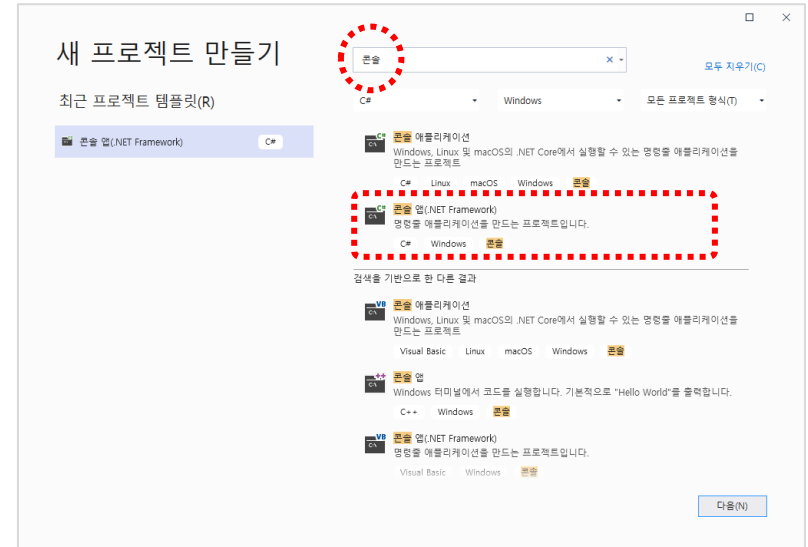 새 프로젝트 만들기
최근 프로젝트 템플릿(R)
콘솔 앱(.NET Framework) C#
콘솔
모두 지우기(C)
C# Windows 모든 프로젝트 형식(T)
콘솔 애플리케이션
Windows, Linux 및 macOS의 .NET Core에서 실행할 수 있는 명령줄 애플리케이션을
만드는 프로젝트
C# Linux macOS Windows 콘솔
콘솔 앱(.NET Framework)
명령줄 애플리케이션을 만드는 프로젝트입니다.
C# Windows 콘솔
검색을 기반으로 한 다른 결과
콘솔 애플리케이션
Windows, Linux 및 macOS의 .NET Core에서 실행할 수 있는 명령줄 애플리케이션을
만드는 프로젝트
Visual Basic Linux macOS Windows 콘솔
콘솔 앱
Windows 터미널에서 코드를 실행합니다. 기본적으로 "Hello World"를 출력합니다.
C++ Windows 콘솔
콘솔 앱(.NET Framework)
명령줄 애플리케이션을 만드는 프로젝트입니다.
Visual Basic Windows 콘솔
다음(N)